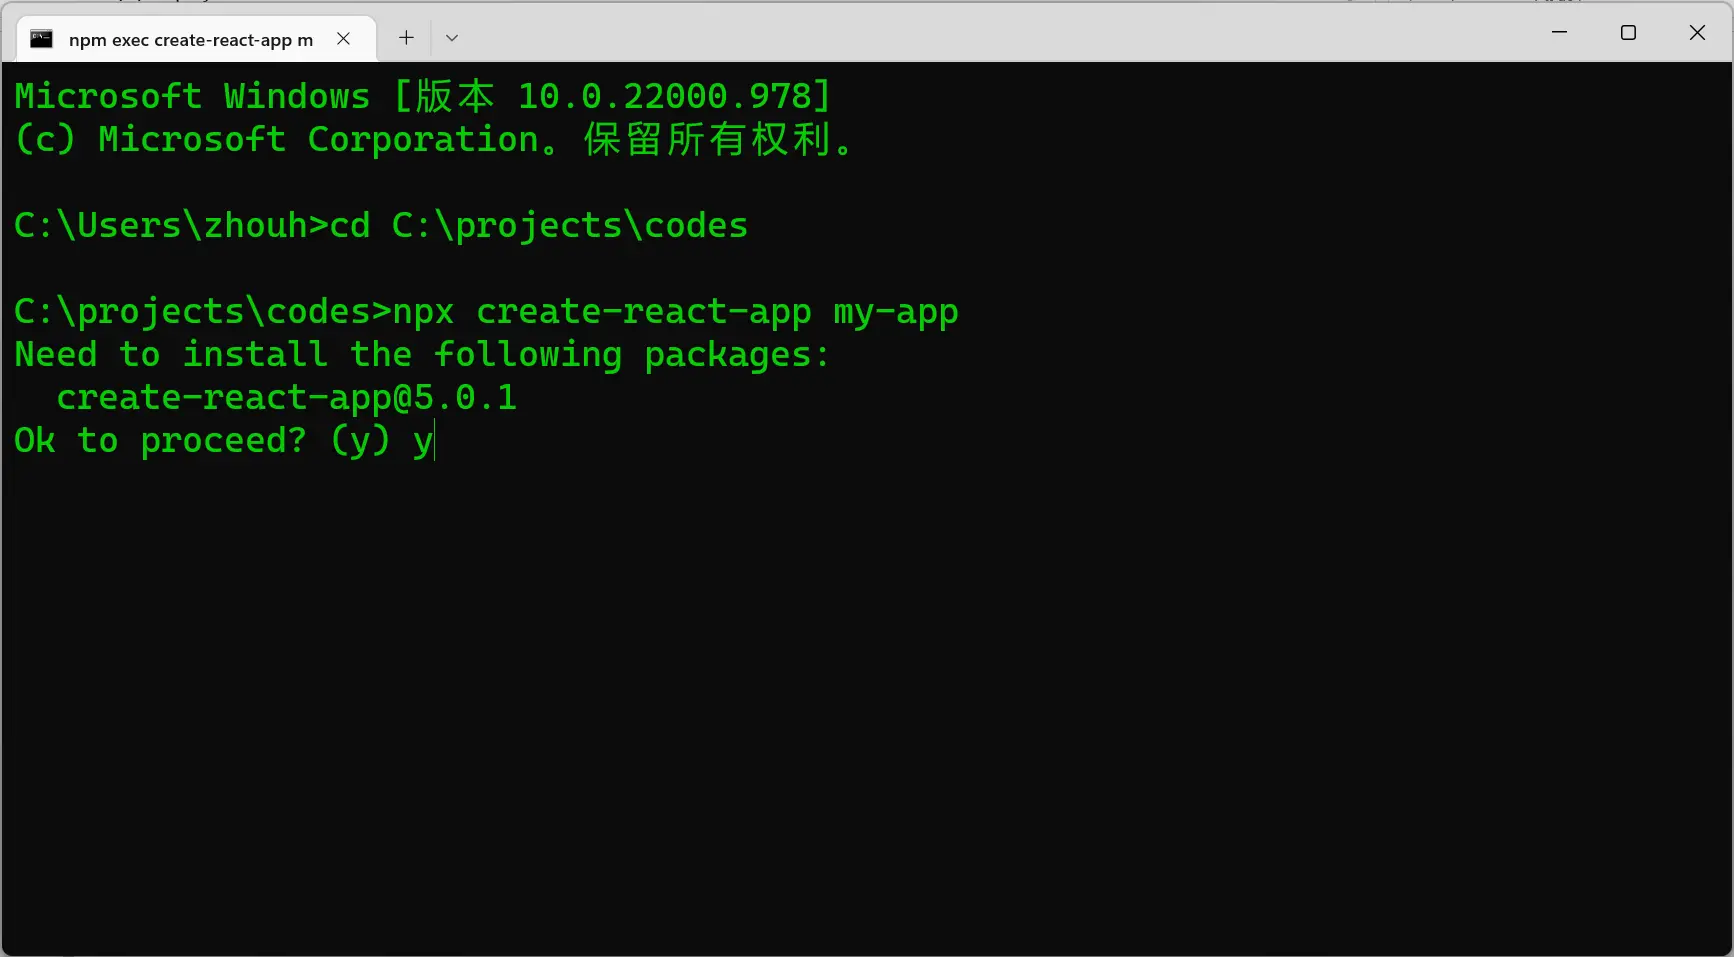 npm exec create-react-app m
Microsoft Windows [版本 10.0.22000.978]
(c) Microsoft Corporation。保留所有权利。
C:\Users\zhouh>cd C:\projects\codes
C:\projects\codes>npx create-react-app my-app
Need to install the following packages:
  create-react-app@5.0.1
Ok to proceed? (y) y